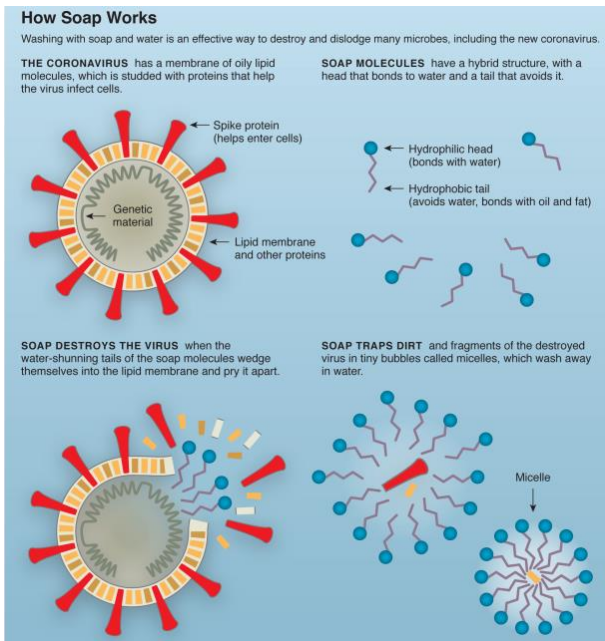 How Soap Works
Washing with soap and water is an effective way to destroy and dislodge many microbes, including the new coronavirus.
THE CORONAVIRUS has a membrane of oily lipid
molecules, which is studded with proteins that help
the virus infect cells.
Spike protein
(helps enter cells)
Genetic
material
Lipid membrane
and other proteins
SOAP MOLECULES have a hybrid structure, with a
head that bonds to water and a tail that avoids it.
Hydrophilic head
(bonds with water)
Hydrophobic tail
(avoids water, bonds with oil and fat)
SOAP DESTROYS THE VIRUS when the
water-shunning tails of the soap molecules wedge
themselves into the lipid membrane and pry it apart.
SOAP TRAPS DIRT and fragments of the destroyed
virus in tiny bubbles called micelles, which wash away
in water.
Micelle